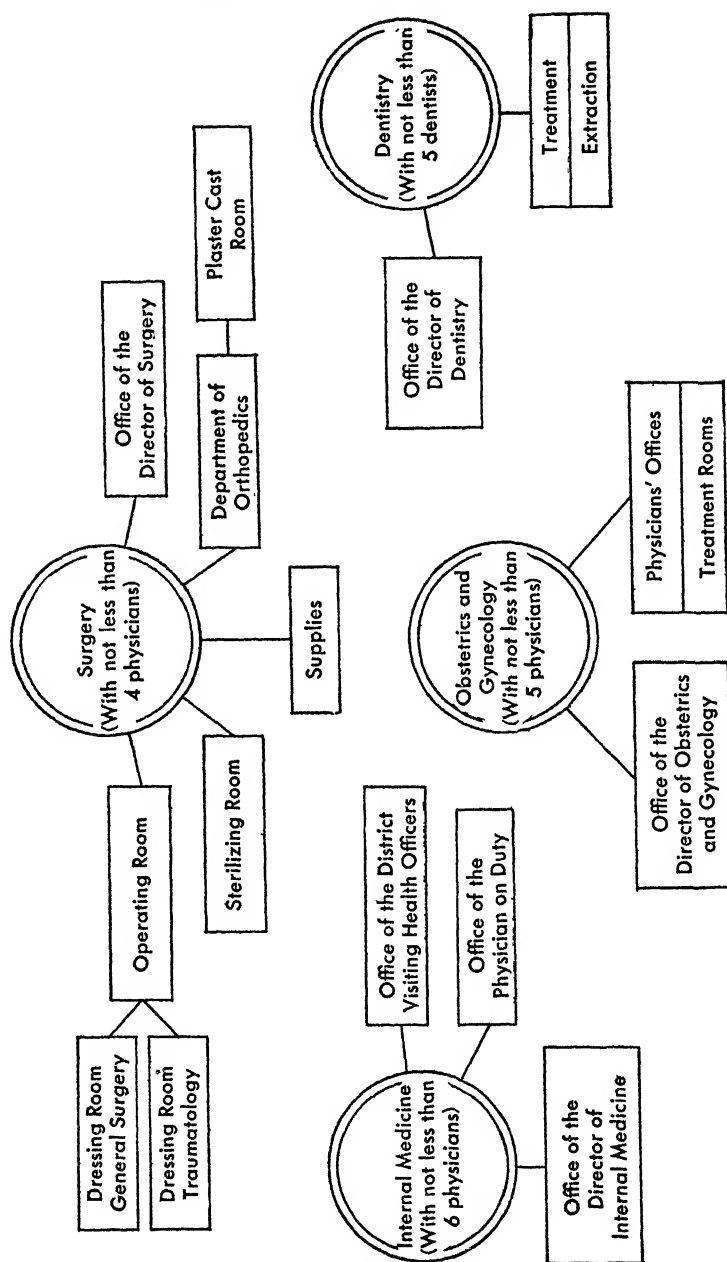 Dressing Room
General Surgery
Dressing Room
Traumatology
Operating Room
Sterilizing Room
Surgery
(With not less than
4 physicians)
Supplies
Office of the
Director of Surgery
Department of
Orthopedics
Plaster Cast
Room
Internal Medicine
(With not less than
6 physicians)
Office of the District
Visiting Health Officers
Office of the
Physician on Duty
Office of the
Director of
Internal Medicine
Obstetrics and
Gynecology
(With not less than
5 physicians)
Office of the
Director of Obstetrics
and Gynecology
Physicians' Offices
Treatment Rooms
Dentistry
(With not less than
5 dentists)
Office of the
Director of
Dentistry
Treatment
Extraction